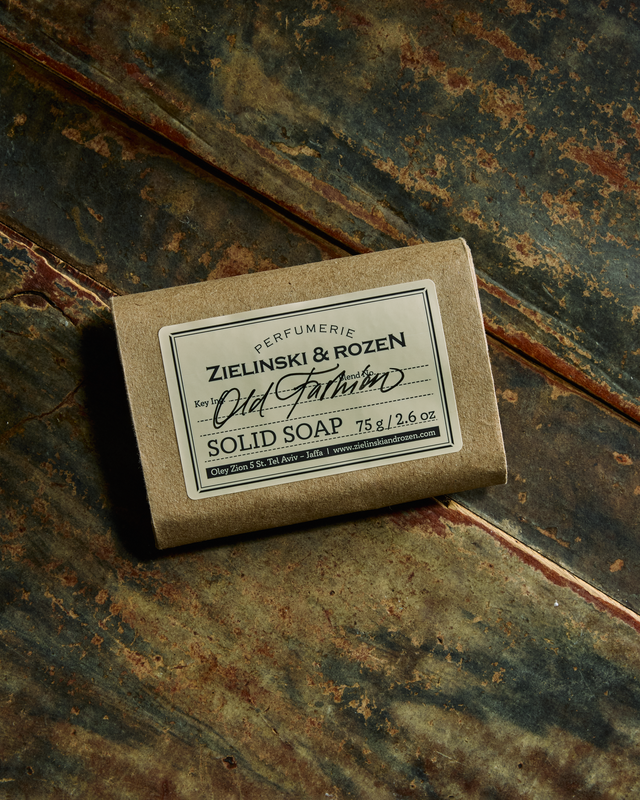 PERFUMERIE
ZIELINSKI & ROZEN
Key In
Old Fashion
SOLID SOAP 75 g / 2.6 oz
Oley Zion 5 St. Tel Aviv – Jaffa | www.zielinskiandrozen.com